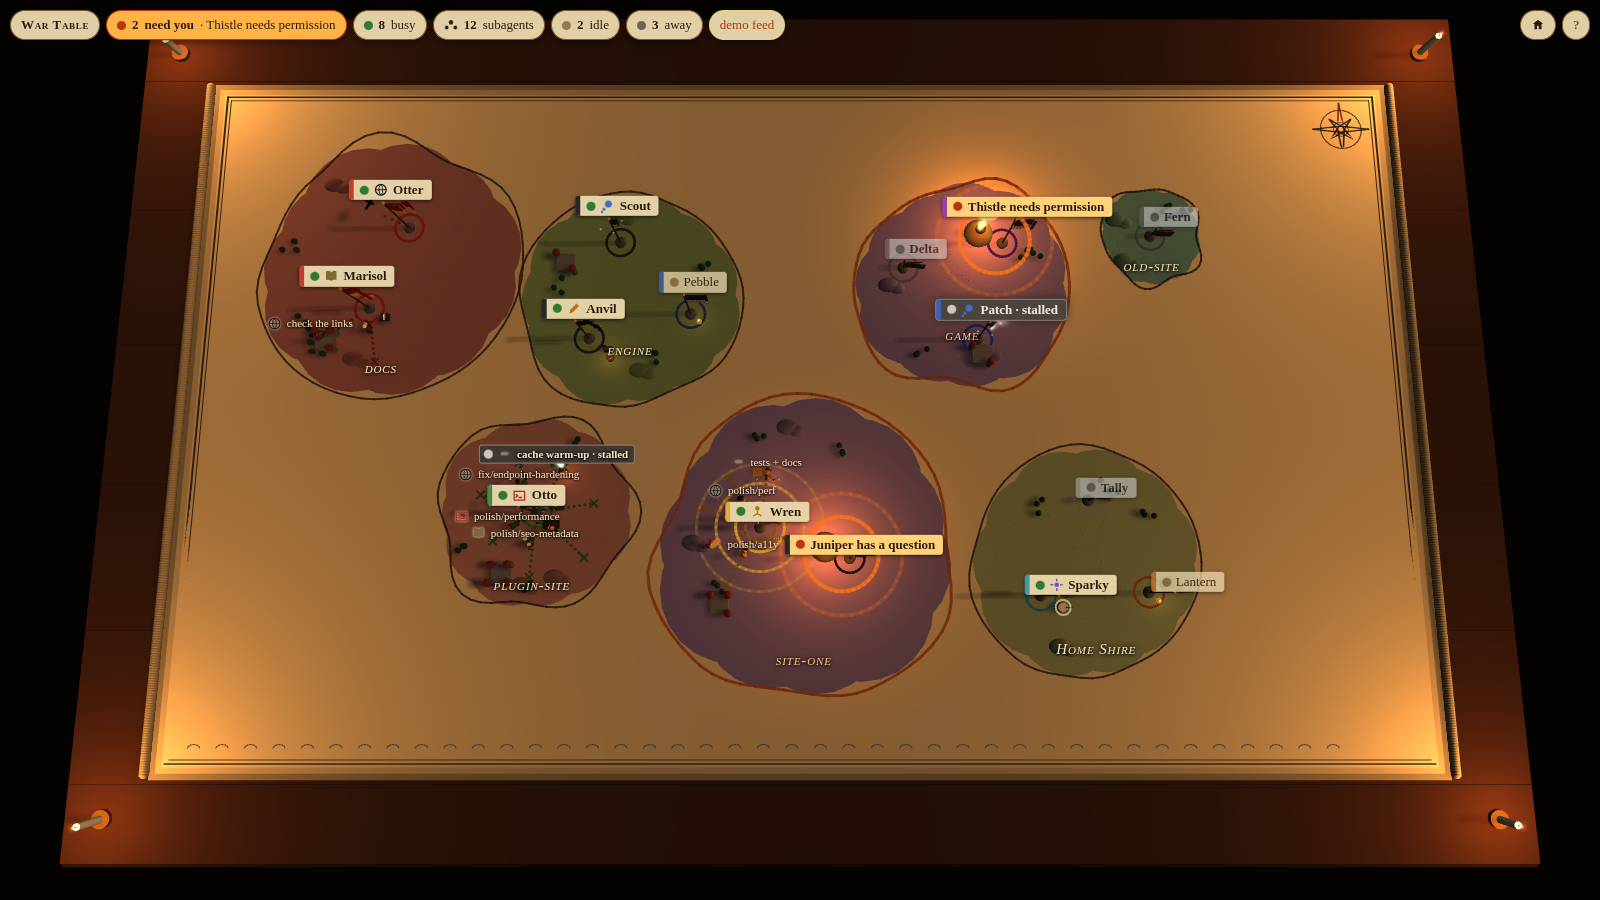 War Table
2 need you · Thistle needs permission
8 busy
12 subagents
2 idle
3 away
demo feed
?
Otter
Scout
Thistle needs permission
Fern
Delta
OLD-SITE
Marisol
Pebble
Anvil
Patch · stalled
check the links
GAME
ENGINE
DOCS
cache warm-up · stalled
tests + docs
fix/endpoint-hardening
polish/perf
Tally
Otto
Wren
polish/performance
polish/seo-metadata
polish/a11y
Juniper has a question
PLUGIN-SITE
Sparky
Lantern
Home Shire
SITE-ONE